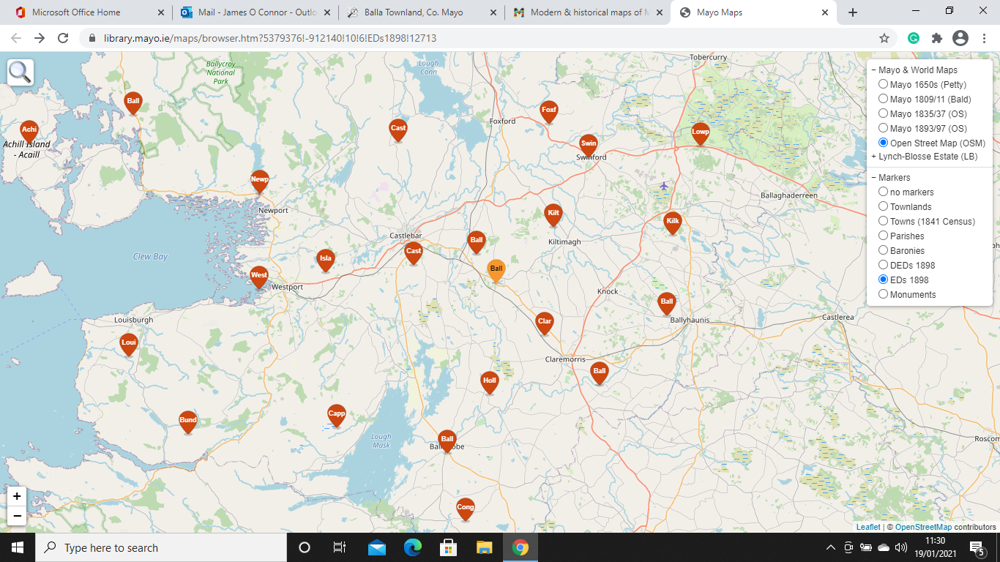 Microsoft Office Home
Mail - James O Connor - Outlo
Balla Townland, Co. Mayo
Modern & historical maps of M
Mayo Maps
library.mayo.ie/maps/browser.htm?5379376!-912140!10!6!EDs1898!12713
Tobercurry
Ballycroy
National
Park
Lough
Conn
− Mayo & World Maps
Mayo 1650s (Petty)
Mayo 1809/11 (Bald)
Mayo 1835/37 (OS)
Mayo 1893/97 (OS)
Open Street Map (OSM)
+ Lynch-Blosse Estate (LB)
− Markers
no markers
Townlands
Towns (1841 Census)
Parishes
Baronies
DEDs 1898
EDs 1898
Monuments
Ball
Foxf
Foxford
Achi
Cast
Lowp
Achill Island
- Acaill
Swin
Swinford
Newp
Ballaghaderreen
Newport
Kilt
Kilk
Castlebar
Ball
Kiltimagh
Cast
Clew Bay
Isla
Ball
West
Westport
Knock
Ball
Louisburgh
Clar
Ballyhaunis
Castlerea
Loui
Claremorris
Ball
Holl
Capp
Bund
Lough
Mask
Ball
Roscom
Cong
+
−
Leaflet | © OpenStreetMap contributors
Type here to search
11:30
19/01/2021
5